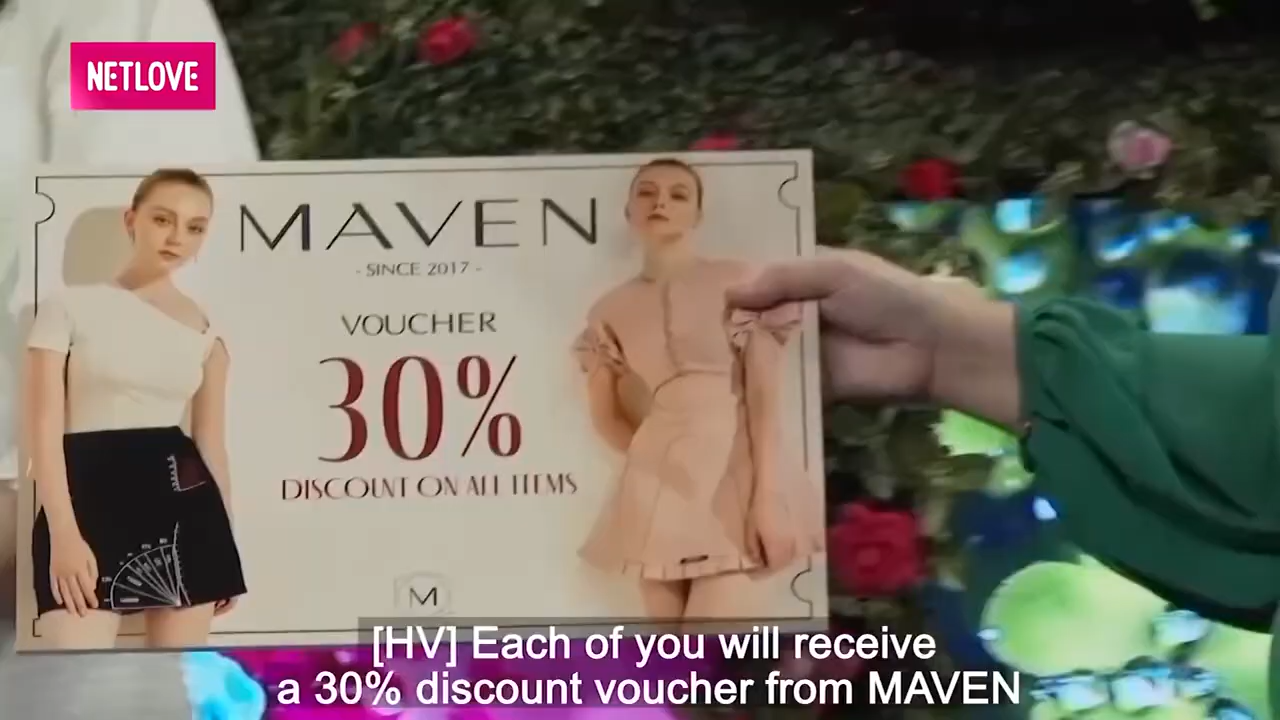 NETLOVE
MAVEN
- SINCE 2017 -
VOUCHER
30%
DISCOUNT ON ALL ITEMS
M
[HV] Each of you will receive
a 30% discount voucher from MAVEN